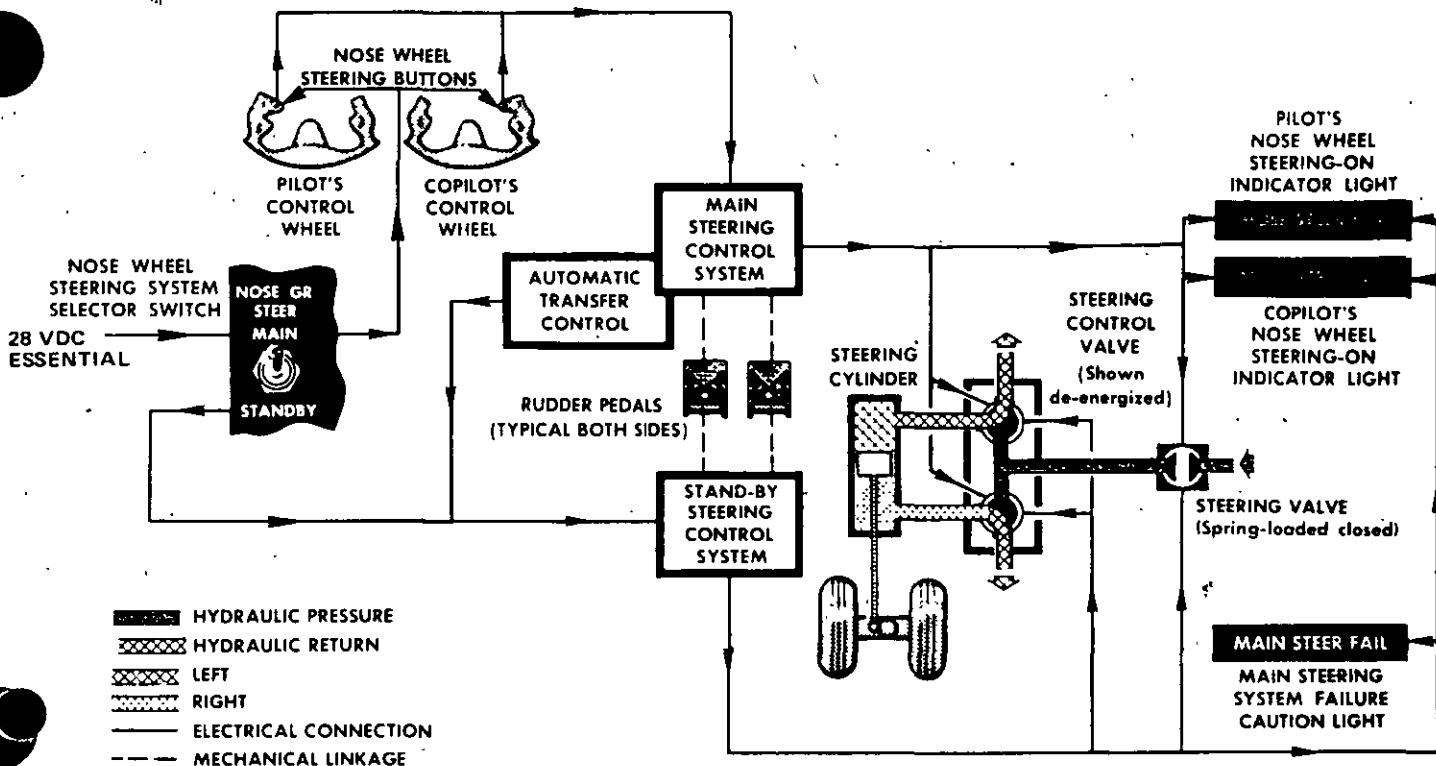 NOSE WHEEL
STEERING BUTTONS
PILOT'S
CONTROL
WHEEL
COPILOT'S
CONTROL
WHEEL
NOSE WHEEL
STEERING SYSTEM
SELECTOR SWITCH
28 VDC
ESSENTIAL
NOSE GR
STEER
MAIN
STANDBY
AUTOMATIC
TRANSFER
CONTROL
MAIN
STEERING
CONTROL
SYSTEM
RUDDER PEDALS
(TYPICAL BOTH SIDES)
STAND-BY
STEERING
CONTROL
SYSTEM
STEERING
CYLINDER
STEERING
CONTROL
VALVE
(Shown
de-energized)
PILOT'S
NOSE WHEEL
STEERING-ON
INDICATOR LIGHT
COPILOT'S
NOSE WHEEL
STEERING-ON
INDICATOR LIGHT
STEERING VALVE
(Spring-loaded closed)
MAIN STEER FAIL
MAIN STEERING
SYSTEM FAILURE
CAUTION LIGHT
HYDRAULIC PRESSURE
HYDRAULIC RETURN
LEFT
RIGHT
ELECTRICAL CONNECTION
MECHANICAL LINKAGE